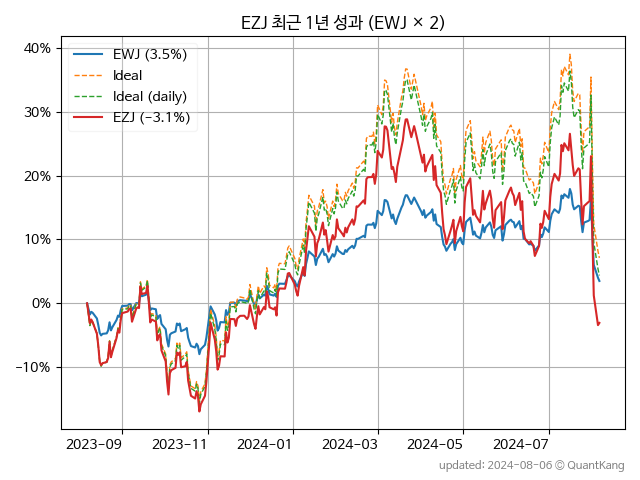 EZJ 최근 1년 성과 (EWJ × 2)
EWJ (3.5%)
Ideal
Ideal (daily)
EZJ (−3.1%)
40%
30%
20%
10%
0%
−10%
2023-09
2023-11
2024-01
2024-03
2024-05
2024-07
updated: 2024-08-06 © QuantKang